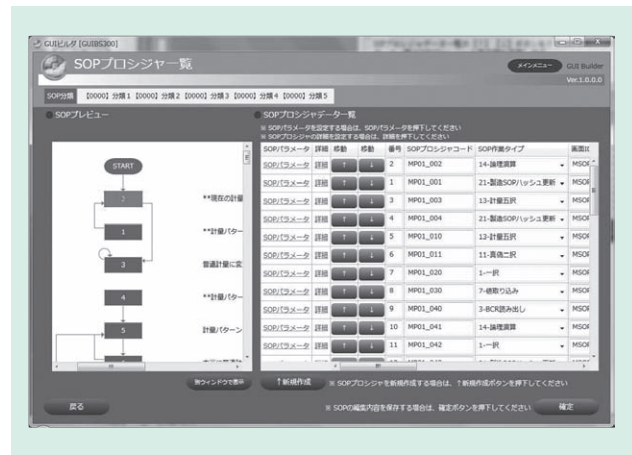 GUIビルダ [GUIBS300]
SOPプロシジャ一覧
メインメニュー
GUI Builder
Ver.1.0.0.0
SOP分類 【0000】分類1 【0000】分類2 【0000】分類3 【0000】分類4 【0000】分類5
SOPプレビュー
SOPプロシジャデータ一覧
※ SOPパラメータを設定する場合は、SOPパラメータを押下してください
※ SOPプロシジャの詳細を設定する場合は、詳細を押下してください
SOPパラメータ 詳細 移動 移動 番号 SOPプロシジャコード SOP作業タイプ 画面II
SOPパラメータ 詳細 ↑ ↓ 2 MP01_002 14-論理演算 MSOF
SOPパラメータ 詳細 ↑ ↓ 1 MP01_001 21-製造SOPハッシュ更新 MSOF
SOPパラメータ 詳細 ↑ ↓ 3 MP01_003 13-計量五択 MSOF
SOPパラメータ 詳細 ↑ ↓ 4 MP01_004 21-製造SOPハッシュ更新 MSOF
SOPパラメータ 詳細 ↑ ↓ 5 MP01_010 13-計量五択 MSOF
SOPパラメータ 詳細 ↑ ↓ 6 MP01_011 11-真偽二択 MSOF
SOPパラメータ 詳細 ↑ ↓ 7 MP01_020 1-一択 MSOF
SOPパラメータ 詳細 ↑ ↓ 8 MP01_030 7-値取り込み MSOF
SOPパラメータ 詳細 ↑ ↓ 9 MP01_040 3-BCR読み出し MSOF
SOPパラメータ 詳細 ↑ ↓ 10 MP01_041 14-論理演算 MSOF
SOPパラメータ 詳細 ↑ ↓ 11 MP01_042 1-一択 MSOF
START
2 **現在の計量
1 **計量パター
3 普通計量に変
4 **計量パター
5 計量パターン
別ウィンドウで表示
↑新規作成
※ SOPプロシジャを新規作成する場合は、↑新規作成ボタンを押下してください
戻る
※ SOPの編集内容を保存する場合は、確定ボタンを押下してください
確定